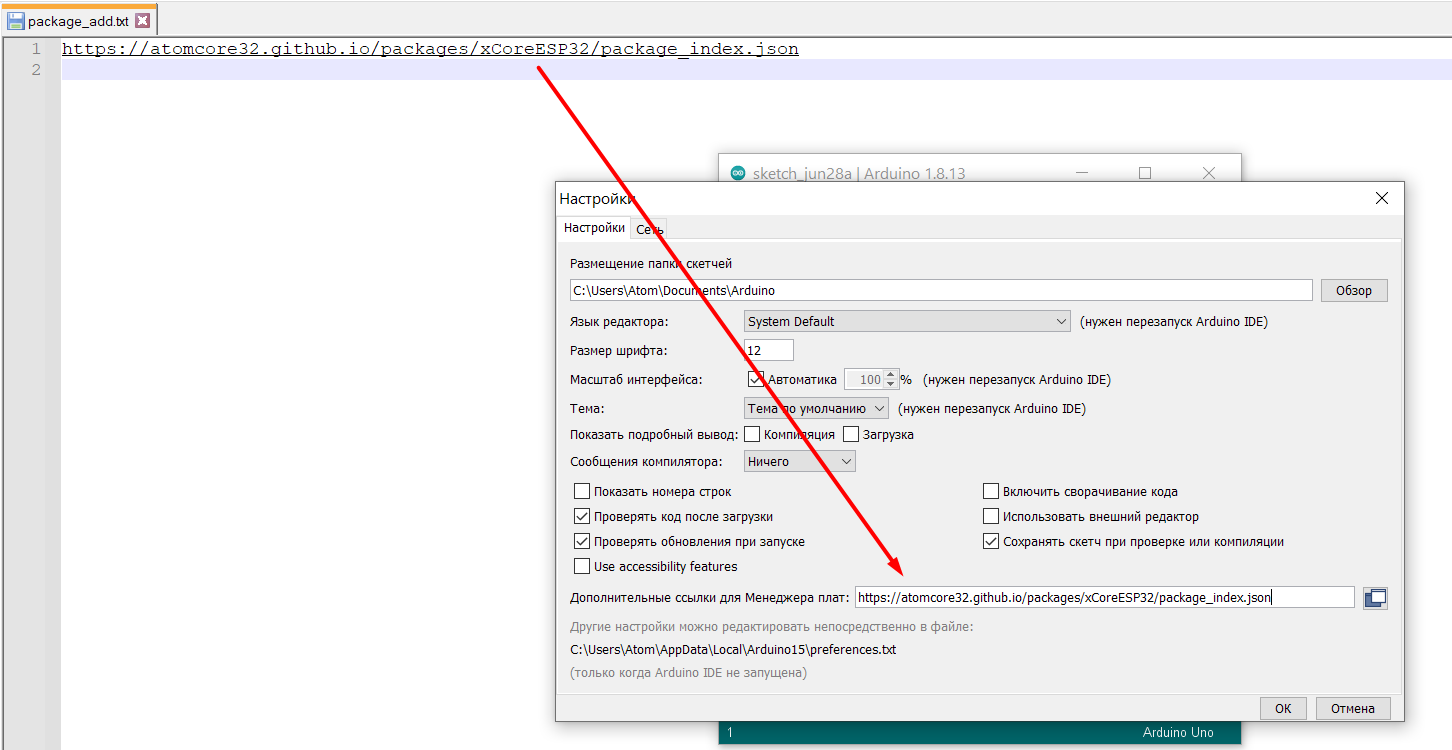 package_add.txt
1 https://atomcore32.github.io/packages/xCoreESP32/package_index.json
2
sketch_jun28a | Arduino 1.8.13
Настройки
Настройки Сеть
Размещение папки скетчей
C:\Users\Atom\Documents\Arduino Обзор
Язык редактора: System Default (нужен перезапуск Arduino IDE)
Размер шрифта: 12
Масштаб интерфейса: Автоматика 100 % (нужен перезапуск Arduino IDE)
Тема: Тема по умолчанию (нужен перезапуск Arduino IDE)
Показать подробный вывод: Компиляция Загрузка
Сообщения компилятора: Ничего
Показать номера строк Включить сворачивание кода
Проверять код после загрузки Использовать внешний редактор
Проверять обновления при запуске Сохранять скетч при проверке или компиляции
Use accessibility features
Дополнительные ссылки для Менеджера плат: https://atomcore32.github.io/packages/xCoreESP32/package_index.json
Другие настройки можно редактировать непосредственно в файле:
C:\Users\Atom\AppData\Local\Arduino15\preferences.txt
(только когда Arduino IDE не запущена)
OK Отмена
1 Arduino Uno